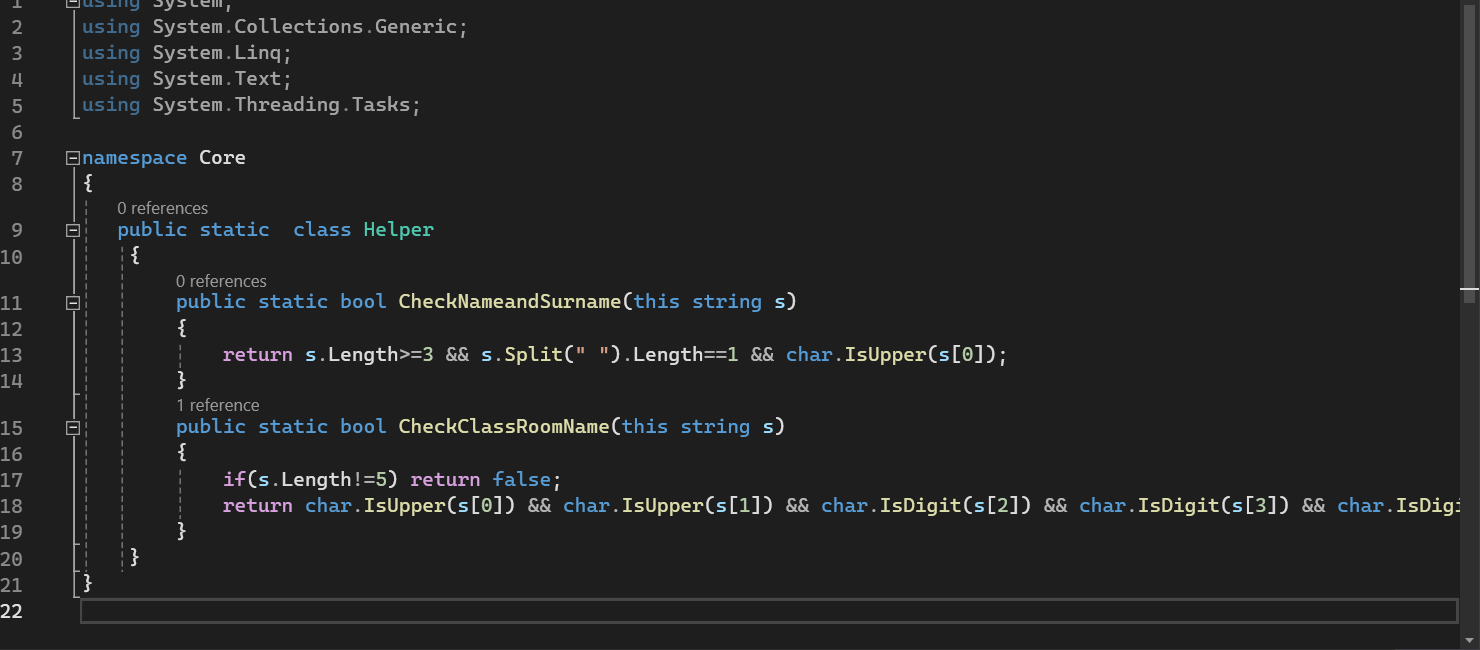 1 using System;
2 using System.Collections.Generic;
3 using System.Linq;
4 using System.Text;
5 using System.Threading.Tasks;
6
7 namespace Core
8 {
0 references
9 public static  class Helper
10 {
0 references
11 public static bool CheckNameandSurname(this string s)
12 {
13 return s.Length>=3 && s.Split(" ").Length==1 && char.IsUpper(s[0]);
14 }
1 reference
15 public static bool CheckClassRoomName(this string s)
16 {
17 if(s.Length!=5) return false;
18 return char.IsUpper(s[0]) && char.IsUpper(s[1]) && char.IsDigit(s[2]) && char.IsDigit(s[3]) && char.IsDigi
19 }
20 }
21 }
22